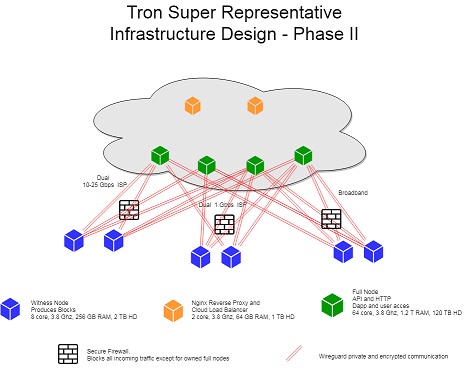 Tron Super Representative
Infrastructure Design - Phase II
Dual
10-25 Gbps ISP
Dual 1 Gbps ISP
Broadband
Witness Node
Produces Blocks
8 core, 3.8 Ghz, 256 GB RAM, 2 TB HD
Nginx Reverse Proxy and
Cloud Load Balancer
2 core, 3.8 Ghz, 64 GB RAM, 1 TB HD
Full Node
API and HTTP
Dapp and user acces
64 core, 3.8 Ghz, 1.2 T RAM, 120 TB HD
Secure Firewall.
Blocks all incoming traffic except for owned full nodes
Wireguard private and encrypted communication